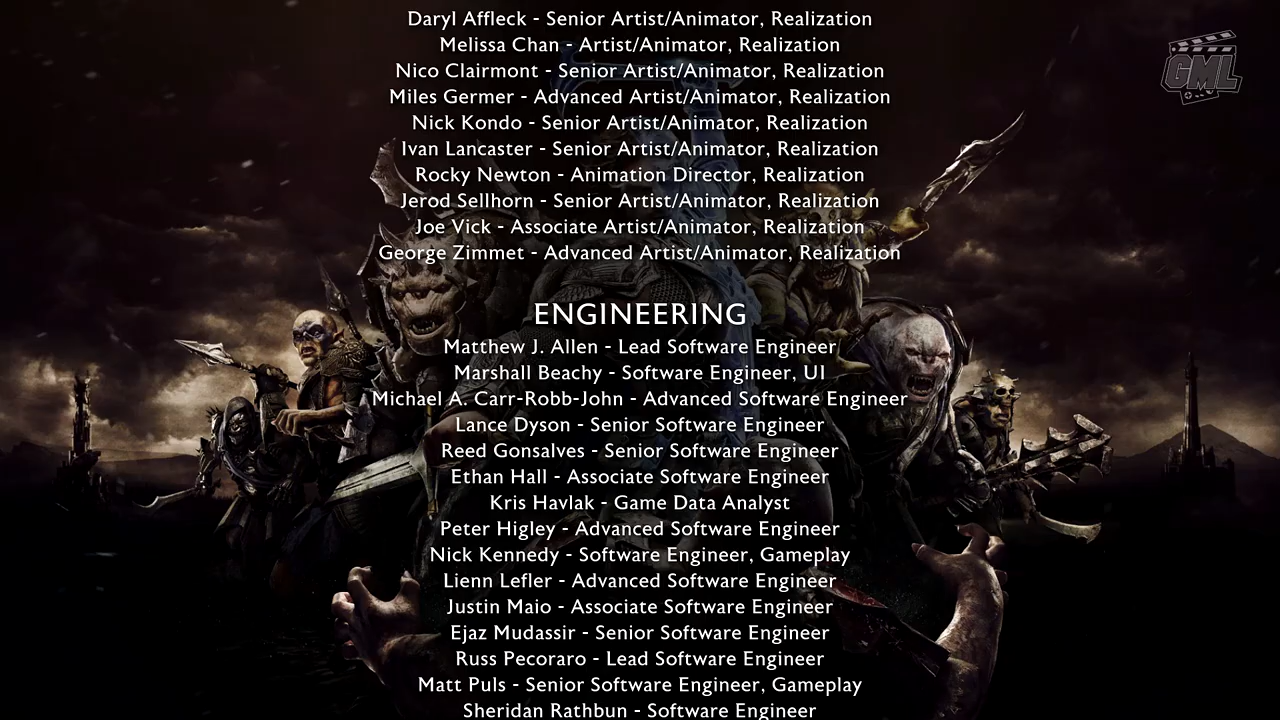 Daryl Affleck - Senior Artist/Animator, Realization
Melissa Chan - Artist/Animator, Realization
Nico Clairmont - Senior Artist/Animator, Realization
Miles Germer - Advanced Artist/Animator, Realization
Nick Kondo - Senior Artist/Animator, Realization
Ivan Lancaster - Senior Artist/Animator, Realization
Rocky Newton - Animation Director, Realization
Jerod Sellhorn - Senior Artist/Animator, Realization
Joe Vick - Associate Artist/Animator, Realization
George Zimmet - Advanced Artist/Animator, Realization
ENGINEERING
Matthew J. Allen - Lead Software Engineer
Marshall Beachy - Software Engineer, UI
Michael A. Carr-Robb-John - Advanced Software Engineer
Lance Dyson - Senior Software Engineer
Reed Gonsalves - Senior Software Engineer
Ethan Hall - Associate Software Engineer
Kris Havlak - Game Data Analyst
Peter Higley - Advanced Software Engineer
Nick Kennedy - Software Engineer, Gameplay
Lienn Lefler - Advanced Software Engineer
Justin Maio - Associate Software Engineer
Ejaz Mudassir - Senior Software Engineer
Russ Pecoraro - Lead Software Engineer
Matt Puls - Senior Software Engineer, Gameplay
Sheridan Rathbun - Software Engineer
GML